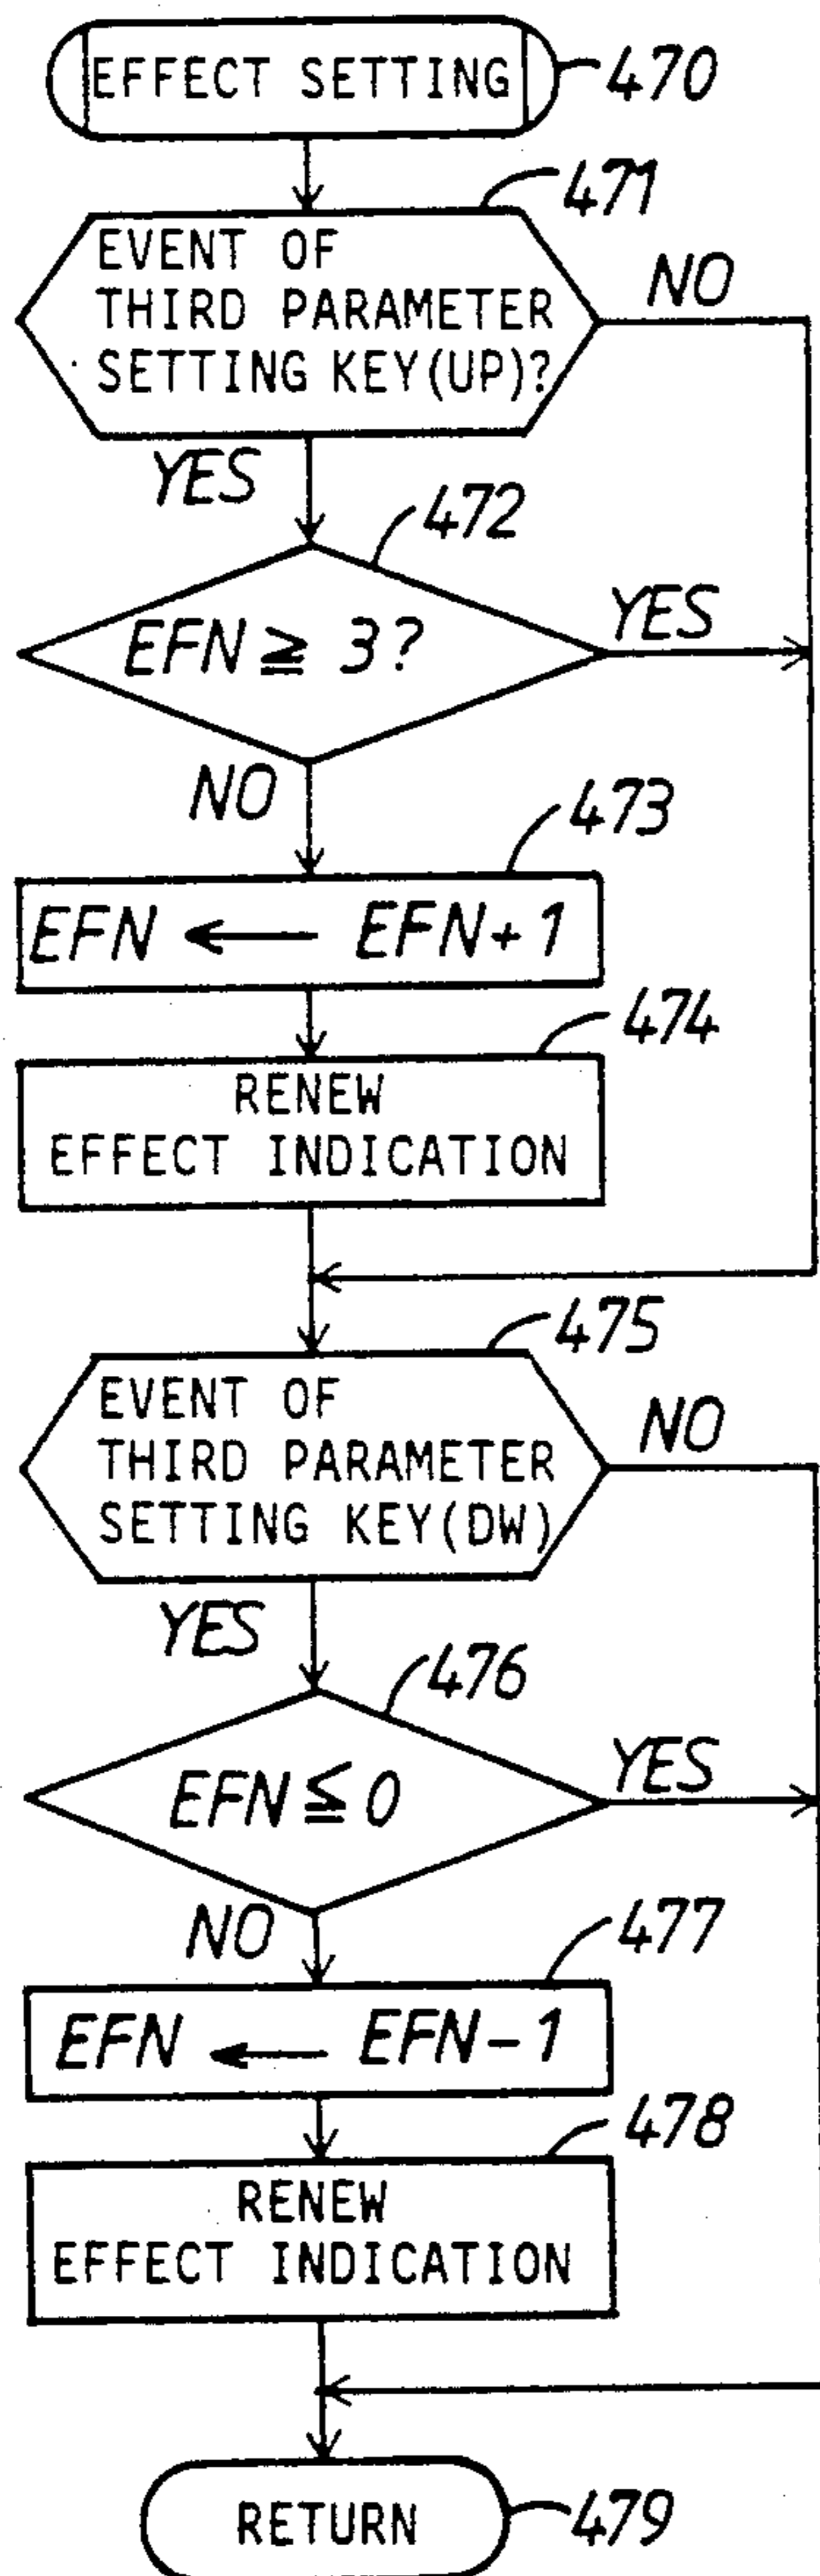 EFFECT SETTING
470
471
EVENT OF
THIRD PARAMETER
SETTING KEY(UP)?
NO
YES
472
EFN ≧ 3?
YES
NO
473
EFN ← EFN+1
474
RENEW
EFFECT INDICATION
475
EVENT OF
THIRD PARAMETER
SETTING KEY(DW)
NO
YES
476
EFN ≦ 0
YES
NO
477
EFN ← EFN-1
478
RENEW
EFFECT INDICATION
RETURN
479